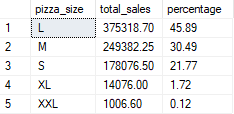 pizza_size total_sales percentage
1 L 375318.70 45.89
2 M 249382.25 30.49
3 S 178076.50 21.77
4 XL 14076.00 1.72
5 XXL 1006.60 0.12